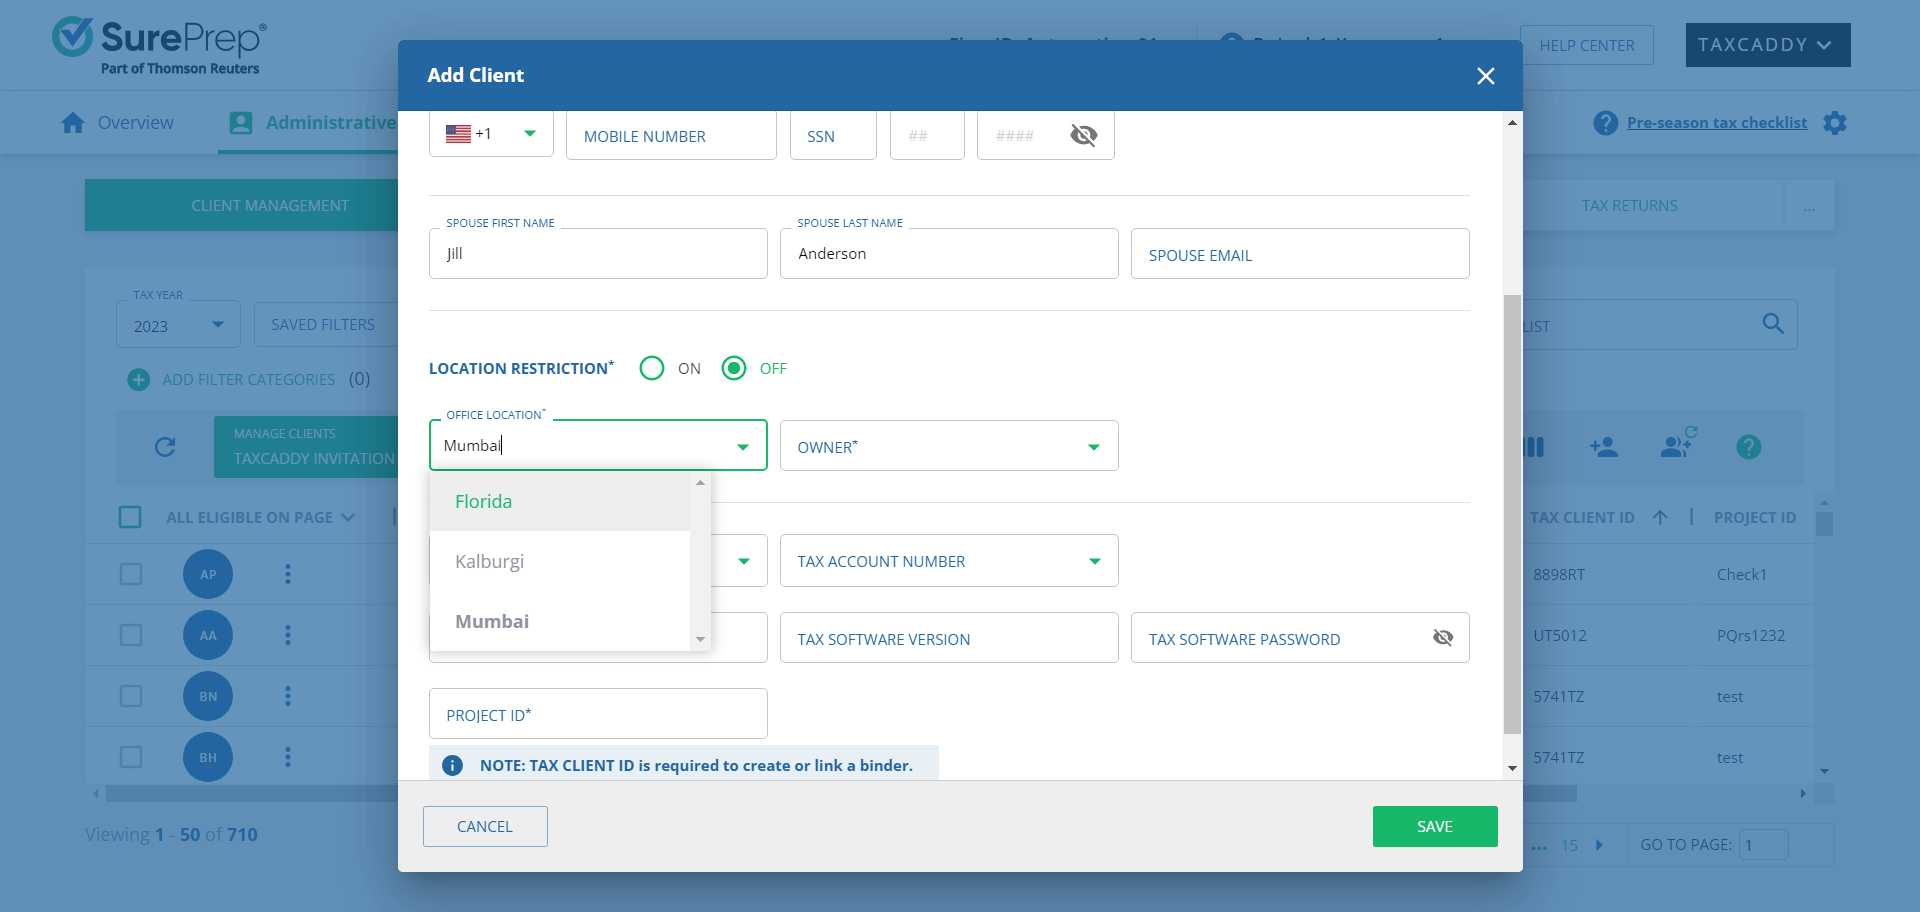 SurePrep®
Part of Thomson Reuters
HELP CENTER
TAXCADDY
Overview
Administrative
Pre-season tax checklist
CLIENT MANAGEMENT
TAX RETURNS
...
TAX YEAR
2023
SAVED FILTERS
LIST
ADD FILTER CATEGORIES (0)
MANAGE CLIENTS
TAXCADDY INVITATION
ALL ELIGIBLE ON PAGE
TAX CLIENT ID
PROJECT ID
AP
8898RT
Check1
AA
UT5012
PQrs1232
BN
5741TZ
test
BH
5741TZ
test
Viewing 1 - 50 of 710
... 15
GO TO PAGE: 1
Add Client
+1
MOBILE NUMBER
SSN
##
####
SPOUSE FIRST NAME
Jill
SPOUSE LAST NAME
Anderson
SPOUSE EMAIL
LOCATION RESTRICTION*
ON
OFF
OFFICE LOCATION*
Mumbai
OWNER*
Florida
Kalburgi
Mumbai
TAX ACCOUNT NUMBER
TAX SOFTWARE VERSION
TAX SOFTWARE PASSWORD
PROJECT ID*
NOTE: TAX CLIENT ID is required to create or link a binder.
CANCEL
SAVE